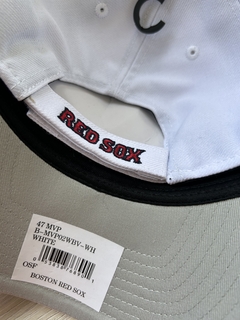 C
RED SOX
47 MVP
B-MVP02WBV-WH
WHITE
OSF
BOSTON RED SOX